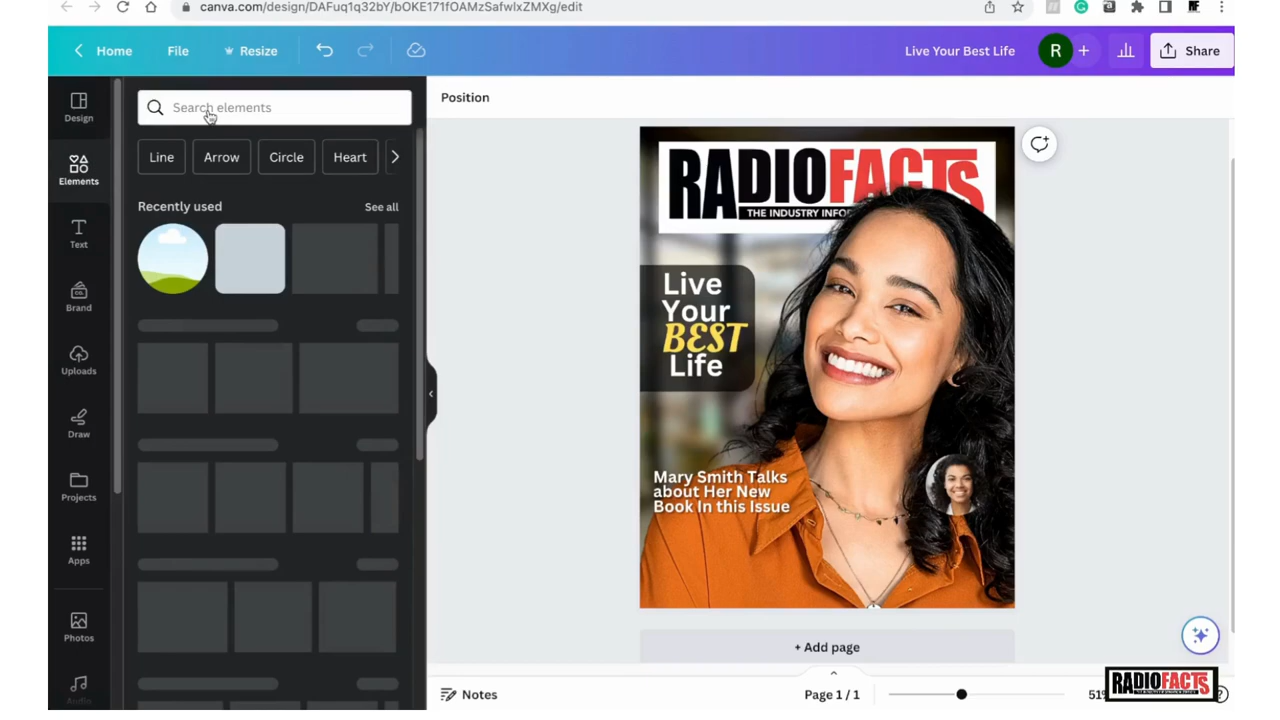 canva.com/design/DAFuq1q32bY/bOKE171fOAMzSafwlxZMXg/edit
Home
File
Resize
Live Your Best Life
R
+
Share
Design
Elements
Text
Brand
Uploads
Draw
Projects
Apps
Photos
Audio
Search elements
Line
Arrow
Circle
Heart
Recently used
See all
Position
RADIOFACTS
THE INDUSTRY
Live
Your
BEST
Life
Mary Smith Talks
about Her New
Book In this Issue
+ Add page
Notes
Page 1 / 1
RADIOFACTS